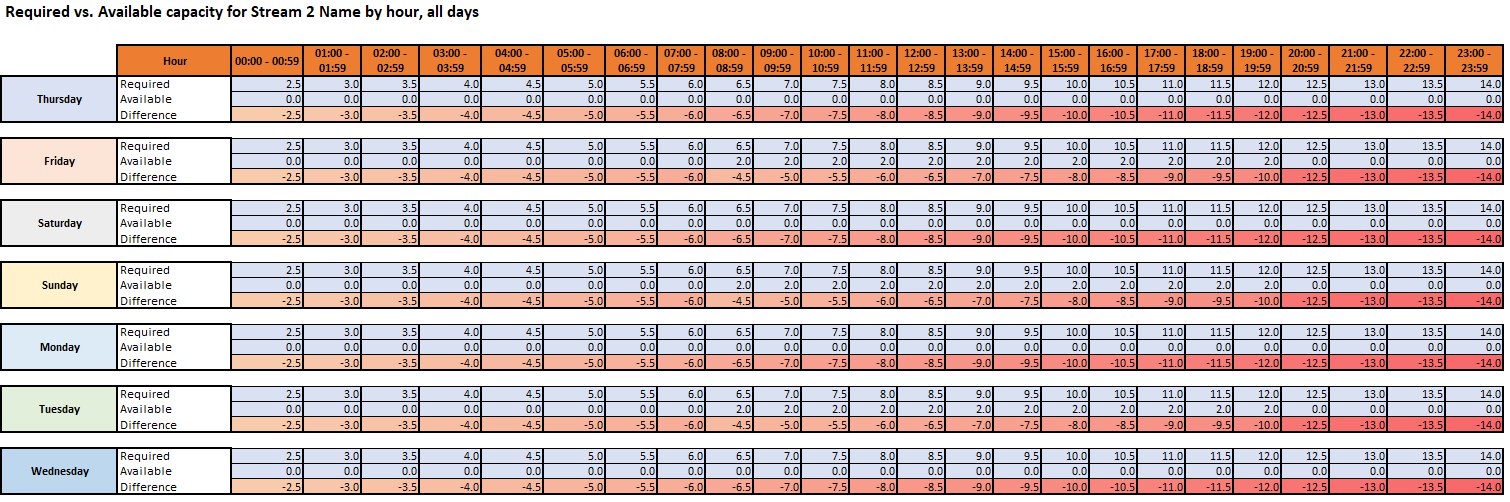 Required vs. Available capacity for Stream 2 Name by hour, all days
Hour 00:00 - 00:59 01:00 - 01:59 02:00 - 02:59 03:00 - 03:59 04:00 - 04:59 05:00 - 05:59 06:00 - 06:59 07:00 - 07:59 08:00 - 08:59 09:00 - 09:59 10:00 - 10:59 11:00 - 11:59 12:00 - 12:59 13:00 - 13:59 14:00 - 14:59 15:00 - 15:59 16:00 - 16:59 17:00 - 17:59 18:00 - 18:59 19:00 - 19:59 20:00 - 20:59 21:00 - 21:59 22:00 - 22:59 23:00 - 23:59
Required 2.5 3.0 3.5 4.0 4.5 5.0 5.5 6.0 6.5 7.0 7.5 8.0 8.5 9.0 9.5 10.0 10.5 11.0 11.5 12.0 12.5 13.0 13.5 14.0
Thursday Available 0.0 0.0 0.0 0.0 0.0 0.0 0.0 0.0 0.0 0.0 0.0 0.0 0.0 0.0 0.0 0.0 0.0 0.0 0.0 0.0 0.0 0.0 0.0 0.0
Difference -2.5 -3.0 -3.5 -4.0 -4.5 -5.0 -5.5 -6.0 -6.5 -7.0 -7.5 -8.0 -8.5 -9.0 -9.5 -10.0 -10.5 -11.0 -11.5 -12.0 -12.5 -13.0 -13.5 -14.0
Required 2.5 3.0 3.5 4.0 4.5 5.0 5.5 6.0 6.5 7.0 7.5 8.0 8.5 9.0 9.5 10.0 10.5 11.0 11.5 12.0 12.5 13.0 13.5 14.0
Friday Available 0.0 0.0 0.0 0.0 0.0 0.0 0.0 0.0 2.0 2.0 2.0 2.0 2.0 2.0 2.0 2.0 2.0 2.0 2.0 2.0 0.0 0.0 0.0 0.0
Difference -2.5 -3.0 -3.5 -4.0 -4.5 -5.0 -5.5 -6.0 -4.5 -5.0 -5.5 -6.0 -6.5 -7.0 -7.5 -8.0 -8.5 -9.0 -9.5 -10.0 -12.5 -13.0 -13.5 -14.0
Required 2.5 3.0 3.5 4.0 4.5 5.0 5.5 6.0 6.5 7.0 7.5 8.0 8.5 9.0 9.5 10.0 10.5 11.0 11.5 12.0 12.5 13.0 13.5 14.0
Saturday Available 0.0 0.0 0.0 0.0 0.0 0.0 0.0 0.0 0.0 0.0 0.0 0.0 0.0 0.0 0.0 0.0 0.0 0.0 0.0 0.0 0.0 0.0 0.0 0.0
Difference -2.5 -3.0 -3.5 -4.0 -4.5 -5.0 -5.5 -6.0 -6.5 -7.0 -7.5 -8.0 -8.5 -9.0 -9.5 -10.0 -10.5 -11.0 -11.5 -12.0 -12.5 -13.0 -13.5 -14.0
Required 2.5 3.0 3.5 4.0 4.5 5.0 5.5 6.0 6.5 7.0 7.5 8.0 8.5 9.0 9.5 10.0 10.5 11.0 11.5 12.0 12.5 13.0 13.5 14.0
Sunday Available 0.0 0.0 0.0 0.0 0.0 0.0 0.0 0.0 2.0 2.0 2.0 2.0 2.0 2.0 2.0 2.0 2.0 2.0 2.0 2.0 0.0 0.0 0.0 0.0
Difference -2.5 -3.0 -3.5 -4.0 -4.5 -5.0 -5.5 -6.0 -4.5 -5.0 -5.5 -6.0 -6.5 -7.0 -7.5 -8.0 -8.5 -9.0 -9.5 -10.0 -12.5 -13.0 -13.5 -14.0
Required 2.5 3.0 3.5 4.0 4.5 5.0 5.5 6.0 6.5 7.0 7.5 8.0 8.5 9.0 9.5 10.0 10.5 11.0 11.5 12.0 12.5 13.0 13.5 14.0
Monday Available 0.0 0.0 0.0 0.0 0.0 0.0 0.0 0.0 0.0 0.0 0.0 0.0 0.0 0.0 0.0 0.0 0.0 0.0 0.0 0.0 0.0 0.0 0.0 0.0
Difference -2.5 -3.0 -3.5 -4.0 -4.5 -5.0 -5.5 -6.0 -6.5 -7.0 -7.5 -8.0 -8.5 -9.0 -9.5 -10.0 -10.5 -11.0 -11.5 -12.0 -12.5 -13.0 -13.5 -14.0
Required 2.5 3.0 3.5 4.0 4.5 5.0 5.5 6.0 6.5 7.0 7.5 8.0 8.5 9.0 9.5 10.0 10.5 11.0 11.5 12.0 12.5 13.0 13.5 14.0
Tuesday Available 0.0 0.0 0.0 0.0 0.0 0.0 0.0 0.0 2.0 2.0 2.0 2.0 2.0 2.0 2.0 2.0 2.0 2.0 2.0 2.0 0.0 0.0 0.0 0.0
Difference -2.5 -3.0 -3.5 -4.0 -4.5 -5.0 -5.5 -6.0 -4.5 -5.0 -5.5 -6.0 -6.5 -7.0 -7.5 -8.0 -8.5 -9.0 -9.5 -10.0 -12.5 -13.0 -13.5 -14.0
Required 2.5 3.0 3.5 4.0 4.5 5.0 5.5 6.0 6.5 7.0 7.5 8.0 8.5 9.0 9.5 10.0 10.5 11.0 11.5 12.0 12.5 13.0 13.5 14.0
Wednesday Available 0.0 0.0 0.0 0.0 0.0 0.0 0.0 0.0 0.0 0.0 0.0 0.0 0.0 0.0 0.0 0.0 0.0 0.0 0.0 0.0 0.0 0.0 0.0 0.0
Difference -2.5 -3.0 -3.5 -4.0 -4.5 -5.0 -5.5 -6.0 -6.5 -7.0 -7.5 -8.0 -8.5 -9.0 -9.5 -10.0 -10.5 -11.0 -11.5 -12.0 -12.5 -13.0 -13.5 -14.0